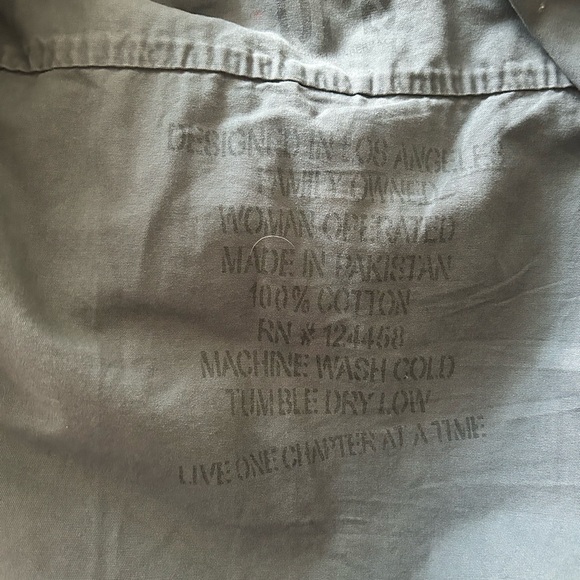 DESIGNED IN LOS ANGELES
FAMILY OWNED
WOMAN OPERATED
MADE IN PAKISTAN
100% COTTON
RN # 124458
MACHINE WASH COLD
TUMBLE DRY LOW
LIVE ONE CHAPTER AT A TIME